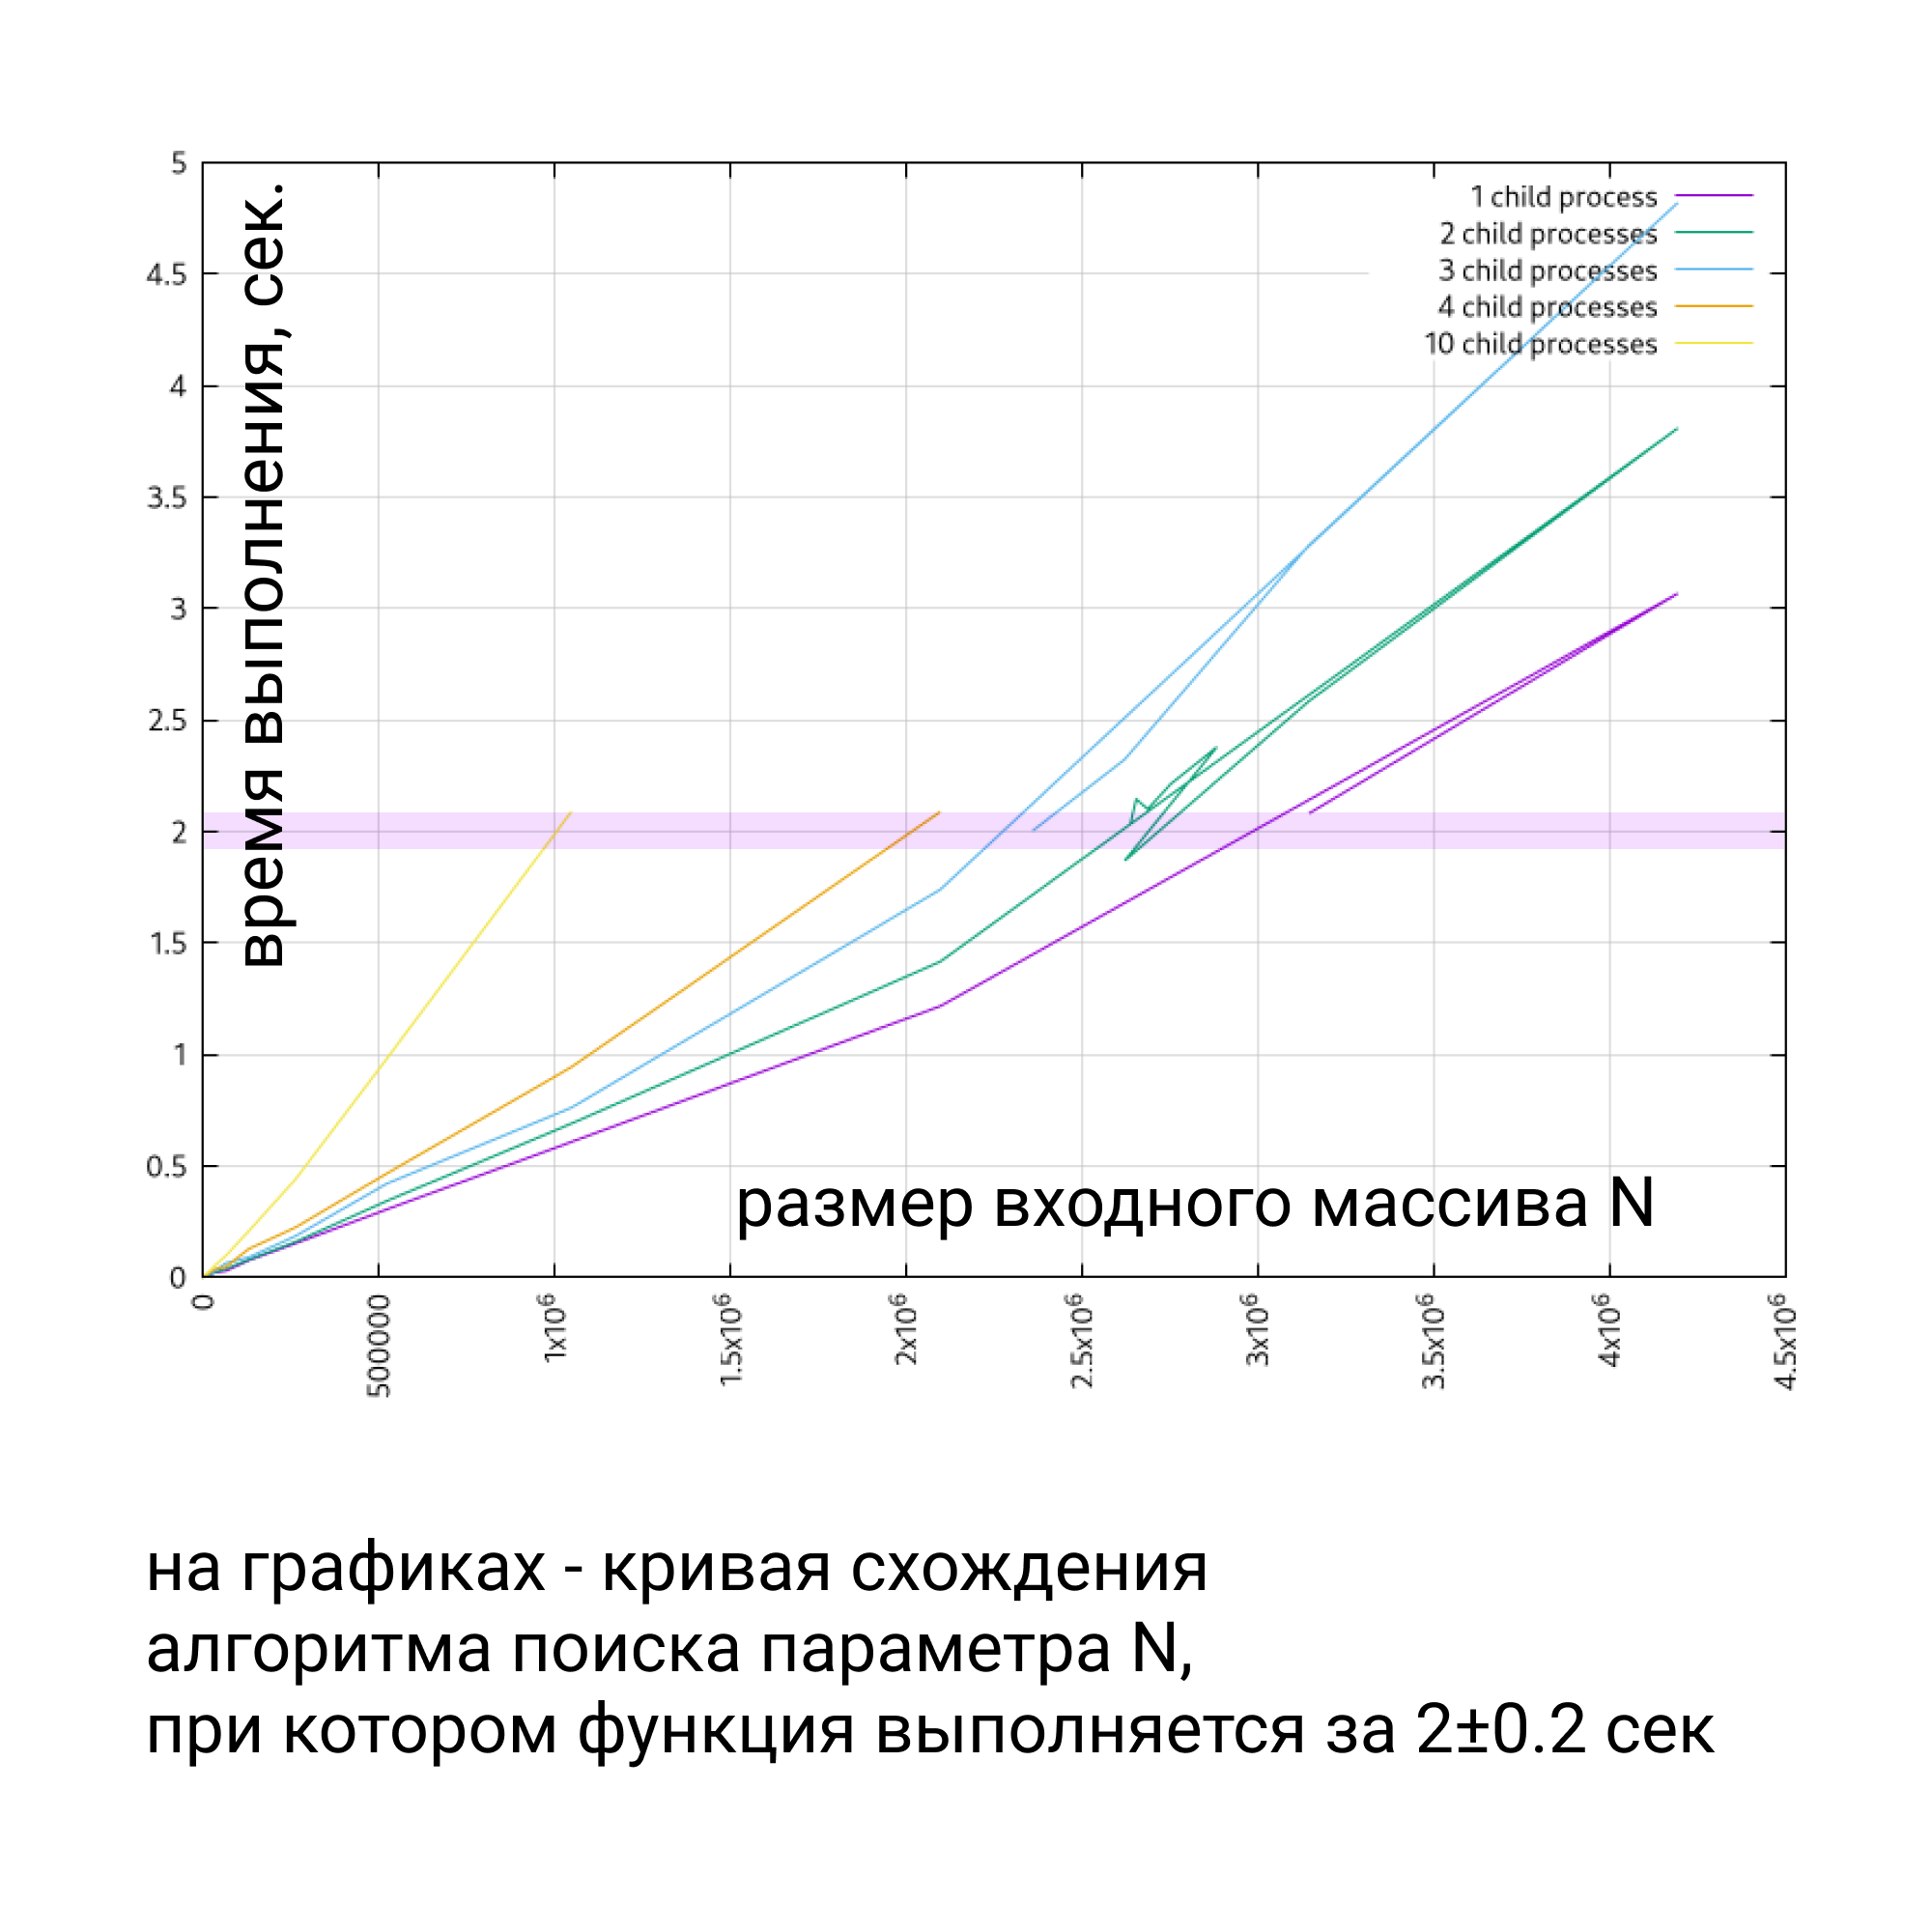 5
4.5
4
3.5
3
2.5
2
1.5
1
0.5
0
время выполнения, сек.
1 child process
2 child processes
3 child processes
4 child processes
10 child processes
размер входного массива N
0
500000
1x10⁶
1.5x10⁶
2x10⁶
2.5x10⁶
3x10⁶
3.5x10⁶
4x10⁶
4.5x10⁶
на графиках - кривая схождения
алгоритма поиска параметра N,
при котором функция выполняется за 2±0.2 сек